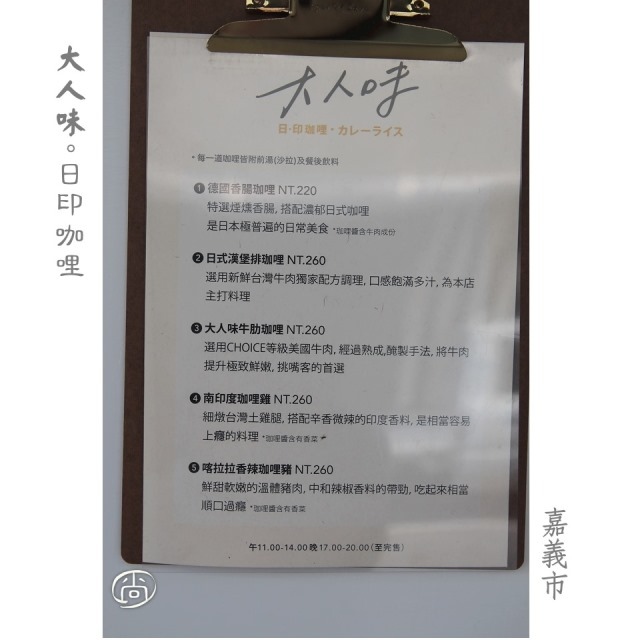 大人味。日印咖哩
大人味
日·印咖哩·カレーライス
*每一道咖哩皆附前湯(沙拉)及餐後飲料
❶德國香腸咖哩 NT.220
特選煙燻香腸, 搭配濃郁日式咖哩
是日本極普遍的日常美食 *咖哩醬含牛肉成份
❷日式漢堡排咖哩 NT.260
選用新鮮台灣牛肉獨家配方調理, 口感飽滿多汁, 為本店
主打料理
❸大人味牛肋咖哩 NT.260
選用CHOICE等級美國牛肉, 經過熟成,醃製手法, 將牛肉
提升極致鮮嫩, 挑嘴客的首選
❹南印度咖哩雞 NT.260
細燉台灣土雞腿, 搭配辛香微辣的印度香料, 是相當容易
上癮的料理 *咖哩醬含有香菜
❺喀拉拉香辣咖哩豬 NT.260
鮮甜軟嫩的溫體豬肉, 中和辣椒香料的帶勁, 吃起來相當
順口過癮 *咖哩醬含有香菜
午11.00-14.00 晚17.00-20.00 (至完售)
嘉義市
尚